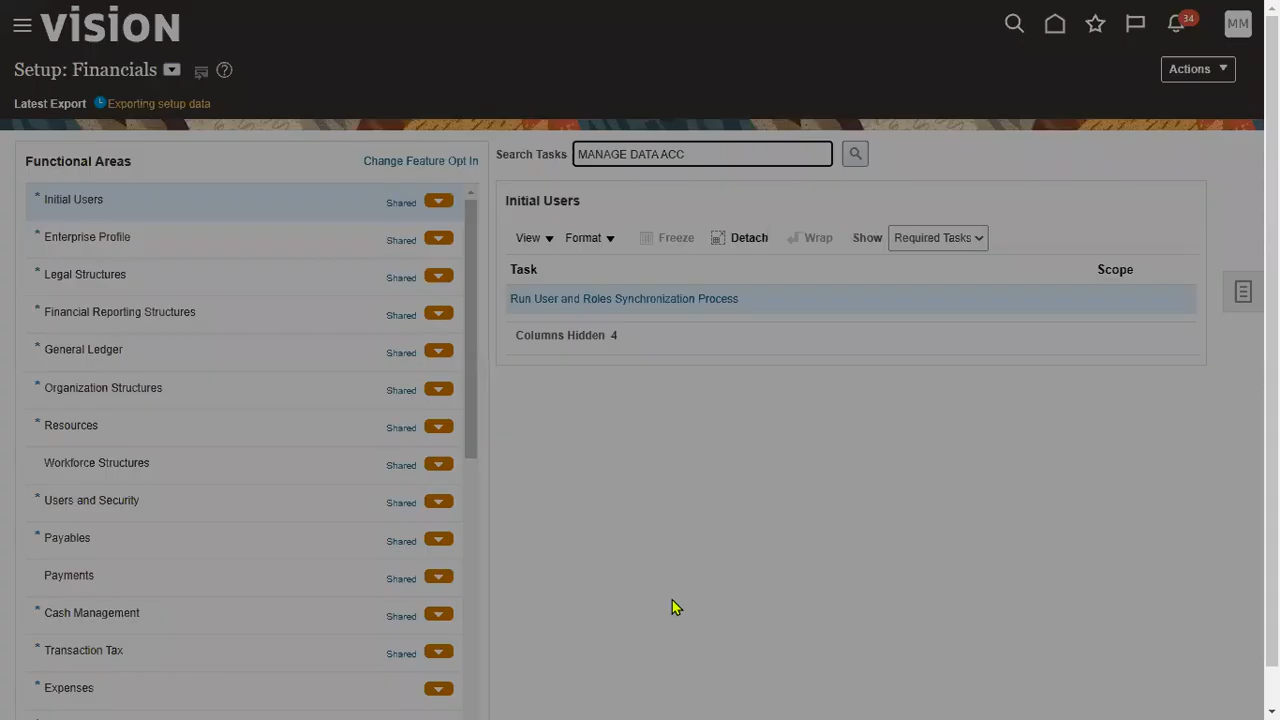 VISION
34
MM
Setup: Financials
Actions
Latest Export Exporting setup data
Functional Areas
Change Feature Opt In
* Initial Users Shared
* Enterprise Profile Shared
* Legal Structures Shared
* Financial Reporting Structures Shared
* General Ledger Shared
* Organization Structures Shared
* Resources Shared
Workforce Structures Shared
* Users and Security Shared
* Payables Shared
Payments Shared
* Cash Management Shared
* Transaction Tax Shared
* Expenses
Search Tasks MANAGE DATA ACC
Initial Users
View Format Freeze Detach Wrap Show Required Tasks
Task Scope
Run User and Roles Synchronization Process
Columns Hidden 4